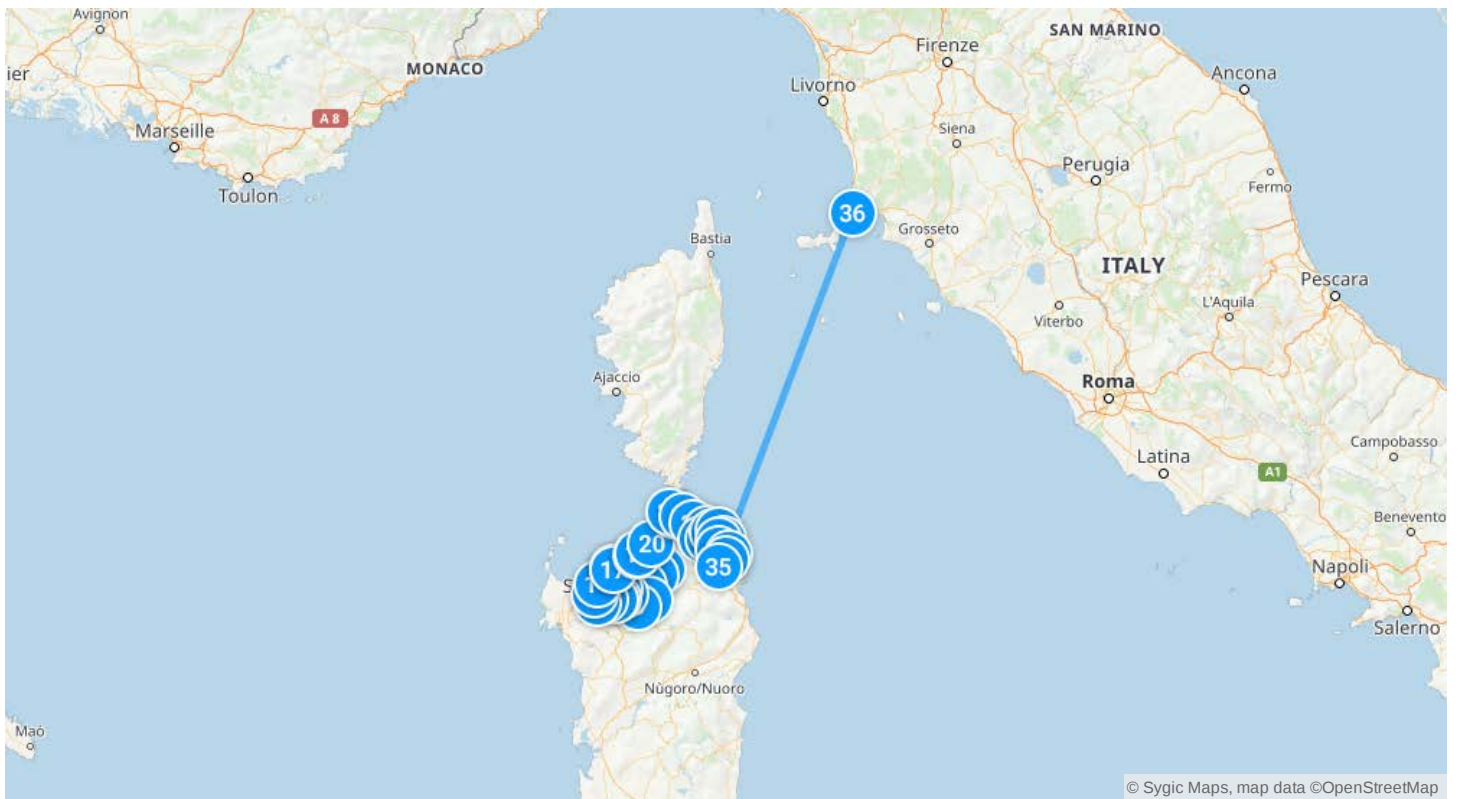 Avignon
SAN MARINO
Firenze
MONACO
ier
Ancona
Livorno
A 8
Marseille
Siena
Perugia
Toulon
Fermo
36
Grosseto
Bastia
ITALY
Pescara
L'Aquila
Viterbo
Ajaccio
Roma
Campobasso
Latina
A1
Benevento
20
Napoli
35
S
Salerno
Nùgoro/Nuoro
Maó
© Sygic Maps, map data ©OpenStreetMap